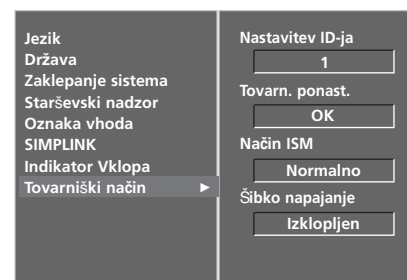 Jezik
Država
Zaklepanje sistema
Starševski nadzor
Oznaka vhoda
SIMPLINK
Indikator Vklopa
Tovarniški način ►
Nastavitev ID-ja
1
Tovarn. ponast.
OK
Način ISM
Normalno
Šibko napajanje
Izklopljen